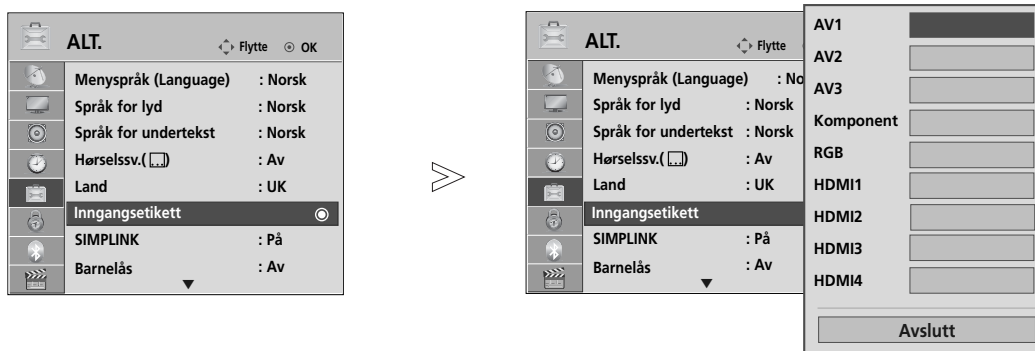 ALT.
Flytte OK
Menyspråk (Language) : Norsk
Språk for lyd : Norsk
Språk for undertekst : Norsk
Hørselssv.( ) : Av
Land : UK
Inngangsetikett
SIMPLINK : På
Barnelås : Av
ALT.
Flytte
Menyspråk (Language) : No
Språk for lyd : Norsk
Språk for undertekst : Norsk
Hørselssv.( ) : Av
Land : UK
Inngangsetikett
SIMPLINK : På
Barnelås : Av
AV1
AV2
AV3
Komponent
RGB
HDMI1
HDMI2
HDMI3
HDMI4
Avslutt